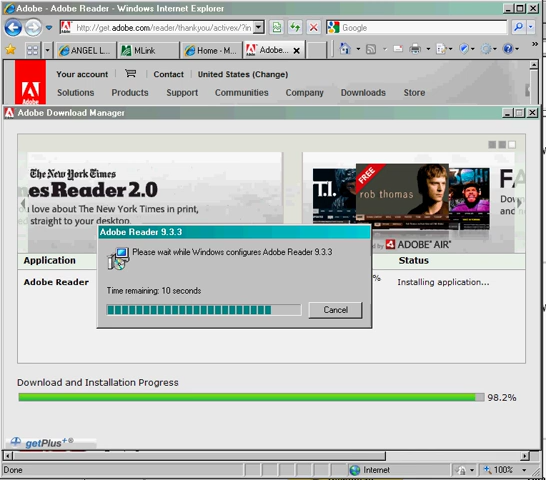 Adobe - Adobe Reader - Windows Internet Explorer
http://get.adobe.com/reader/thankyou/activex/?in
Google
ANGEL L... MLink Home - M... Adobe...
Your account Contact United States (Change)
Adobe
Solutions Products Support Communities Company Downloads Store
Adobe Download Manager
The New York Times
esReader 2.0
love about The New York Times in print,
straight to your desktop.
FREE
rob thomas
ADOBE® AIR™
FA
Application Status
Adobe Reader % Installing application...
Adobe Reader 9.3.3
Please wait while Windows configures Adobe Reader 9.3.3
Time remaining: 10 seconds
Cancel
Download and Installation Progress
98.2%
getPlus+®
Done Internet 100%